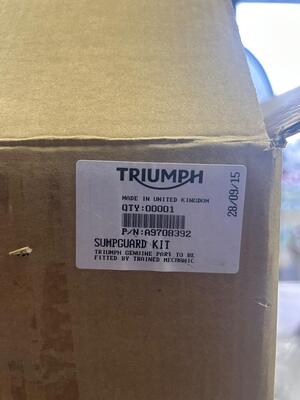 TRIUMPH
MADE IN UNITED KINGDOM
QTY:00001
P/N:A9708392
SUMPGUARD KIT
TRIUMPH GENUINE PART TO BE
FITTED BY TRAINED MECHANIC
28/09/15